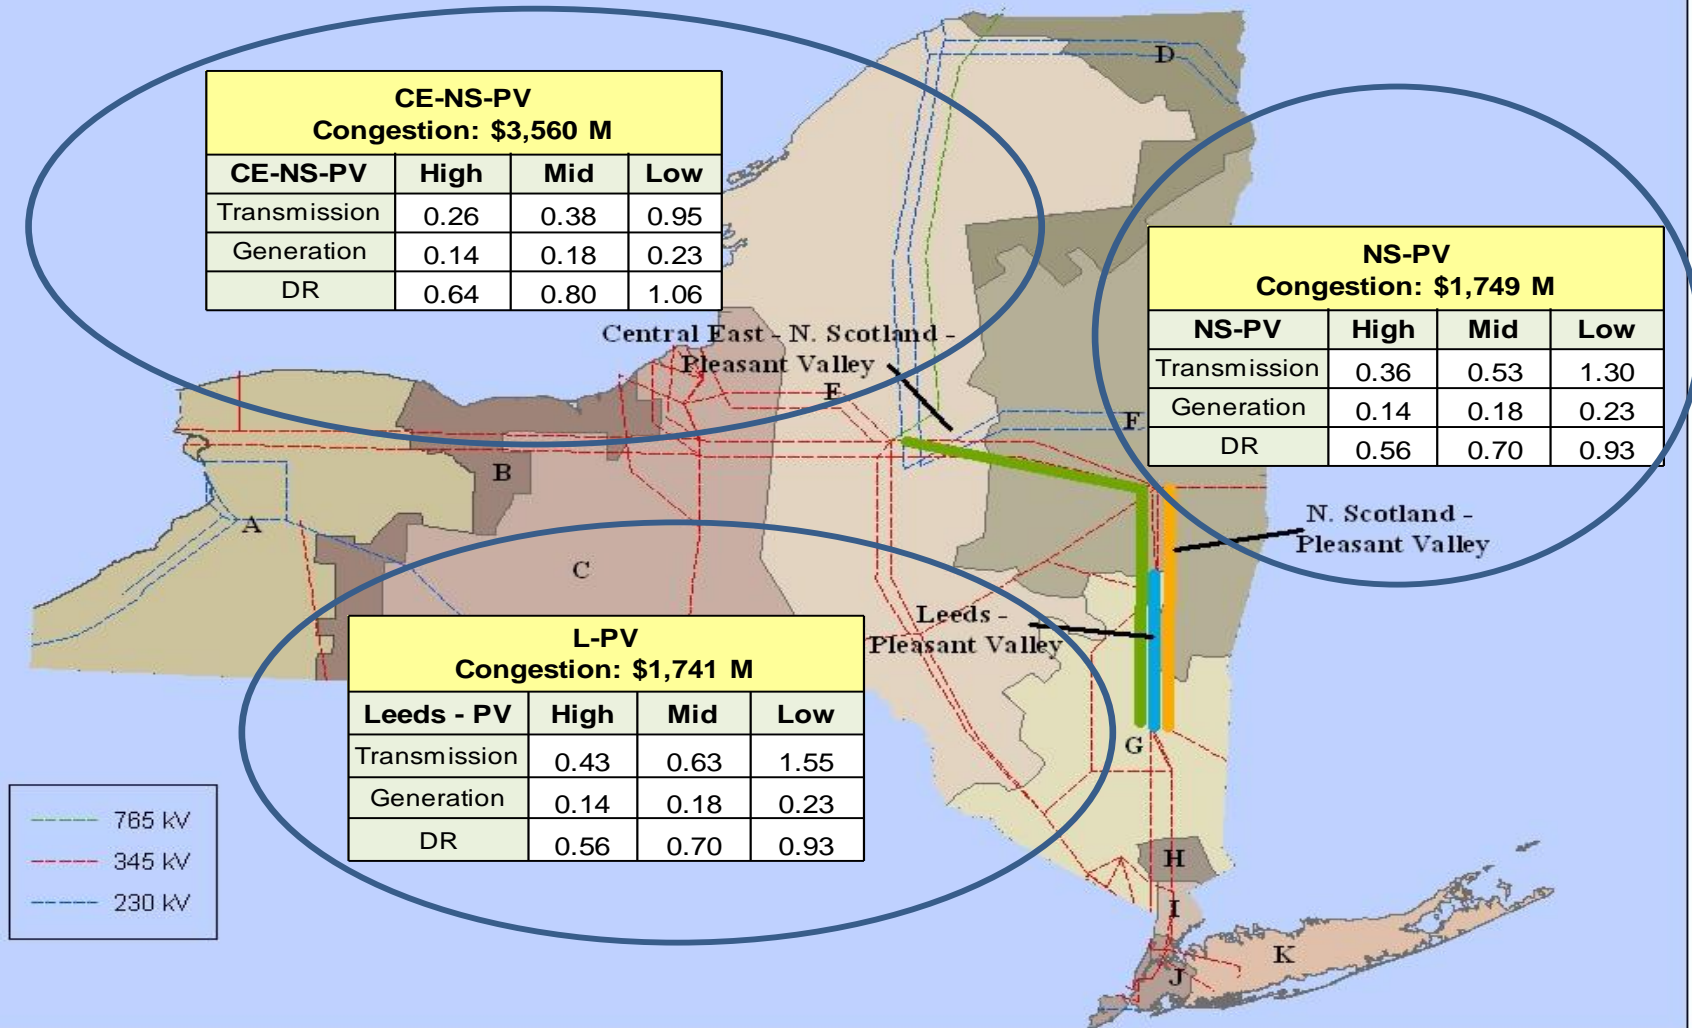 CE-NS-PV
Congestion: $3,560 M
CE-NS-PV High Mid Low
Transmission 0.26 0.38 0.95
Generation 0.14 0.18 0.23
DR 0.64 0.80 1.06
NS-PV
Congestion: $1,749 M
NS-PV High Mid Low
Transmission 0.36 0.53 1.30
Generation 0.14 0.18 0.23
DR 0.56 0.70 0.93
L-PV
Congestion: $1,741 M
Leeds - PV High Mid Low
Transmission 0.43 0.63 1.55
Generation 0.14 0.18 0.23
DR 0.56 0.70 0.93
Central East - N. Scotland -
Pleasant Valley
N. Scotland -
Pleasant Valley
Leeds -
Pleasant Valley
D
E
F
B
A
C
G
H
I
J
K
765 kV
345 kV
230 kV